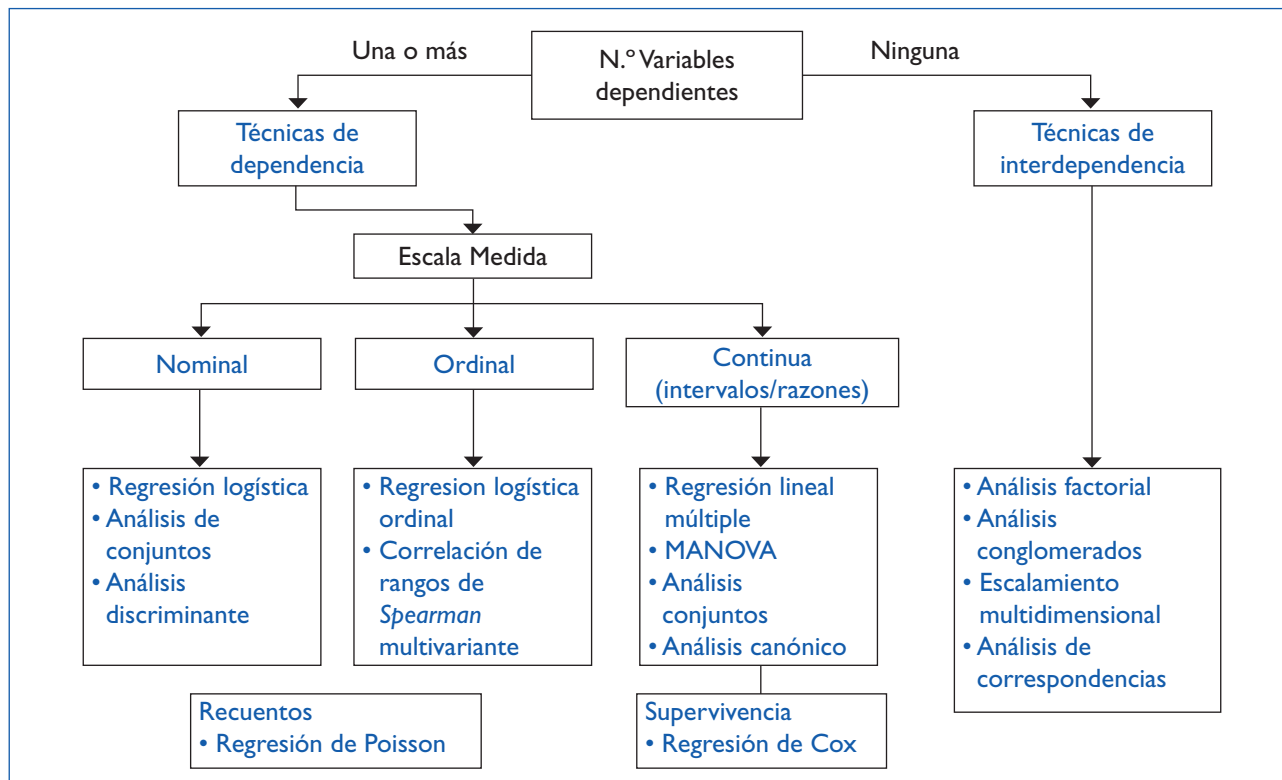 Una o más
N.º Variables
dependientes
Ninguna
Técnicas de
dependencia
Técnicas de
interdependencia
Escala Medida
Nominal
Ordinal
Continua
(intervalos/razones)
• Regresión logística
• Análisis de
conjuntos
• Análisis
discriminante
• Regresion logística
ordinal
• Correlación de
rangos de
Spearman
multivariante
• Regresión lineal
múltiple
• MANOVA
• Análisis
conjuntos
• Análisis canónico
• Análisis factorial
• Análisis
conglomerados
• Escalamiento
multidimensional
• Análisis de
correspondencias
Recuentos
• Regresión de Poisson
Supervivencia
• Regresión de Cox